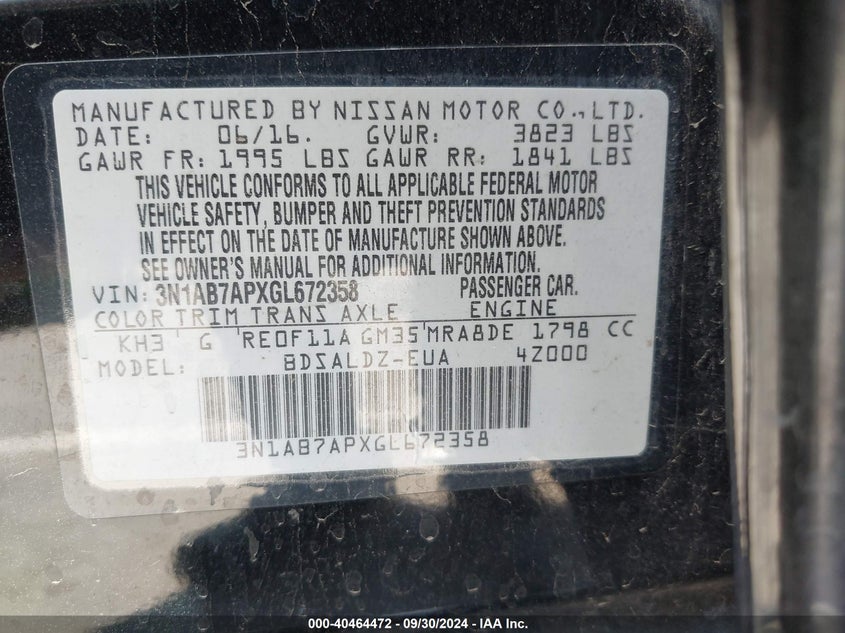 MANUFACTURED BY NISSAN MOTOR CO., LTD.
DATE: 06/16. GVWR: 3823 LBS
GAWR FR: 1995 LBS GAWR RR: 1841 LBS
THIS VEHICLE CONFORMS TO ALL APPLICABLE FEDERAL MOTOR
VEHICLE SAFETY, BUMPER AND THEFT PREVENTION STANDARDS
IN EFFECT ON THE DATE OF MANUFACTURE SHOWN ABOVE.
SEE OWNER'S MANUAL FOR ADDITIONAL INFORMATION.
VIN: 3N1AB7APXGL672358 PASSENGER CAR.
COLOR TRIM TRANS AXLE ENGINE
KH3 G RE0F11A GM35 MRA8DE 1798 CC
MODEL: BDSALDZ-EUA 4Z000
3N1AB7APXGL672358
000-40464472 - 09/30/2024 - IAA Inc.